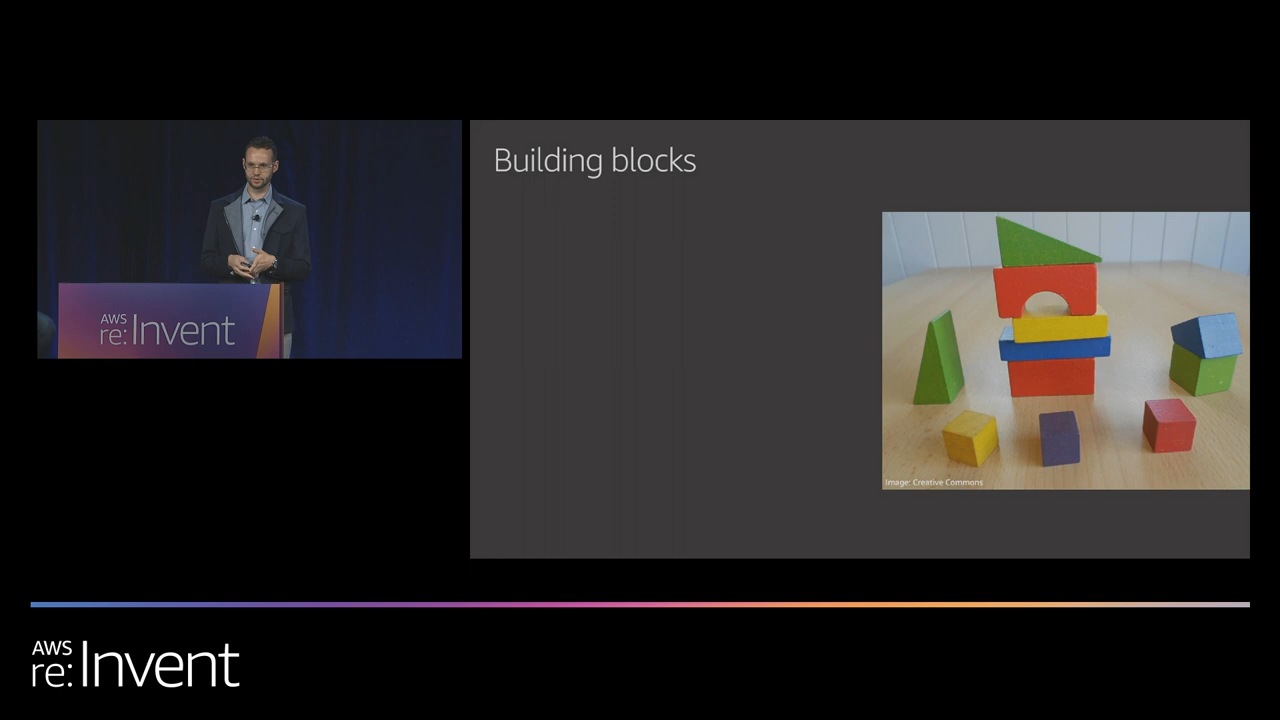 Building blocks
AWS
re:Invent
Image: Creative Commons
AWS
re:Invent